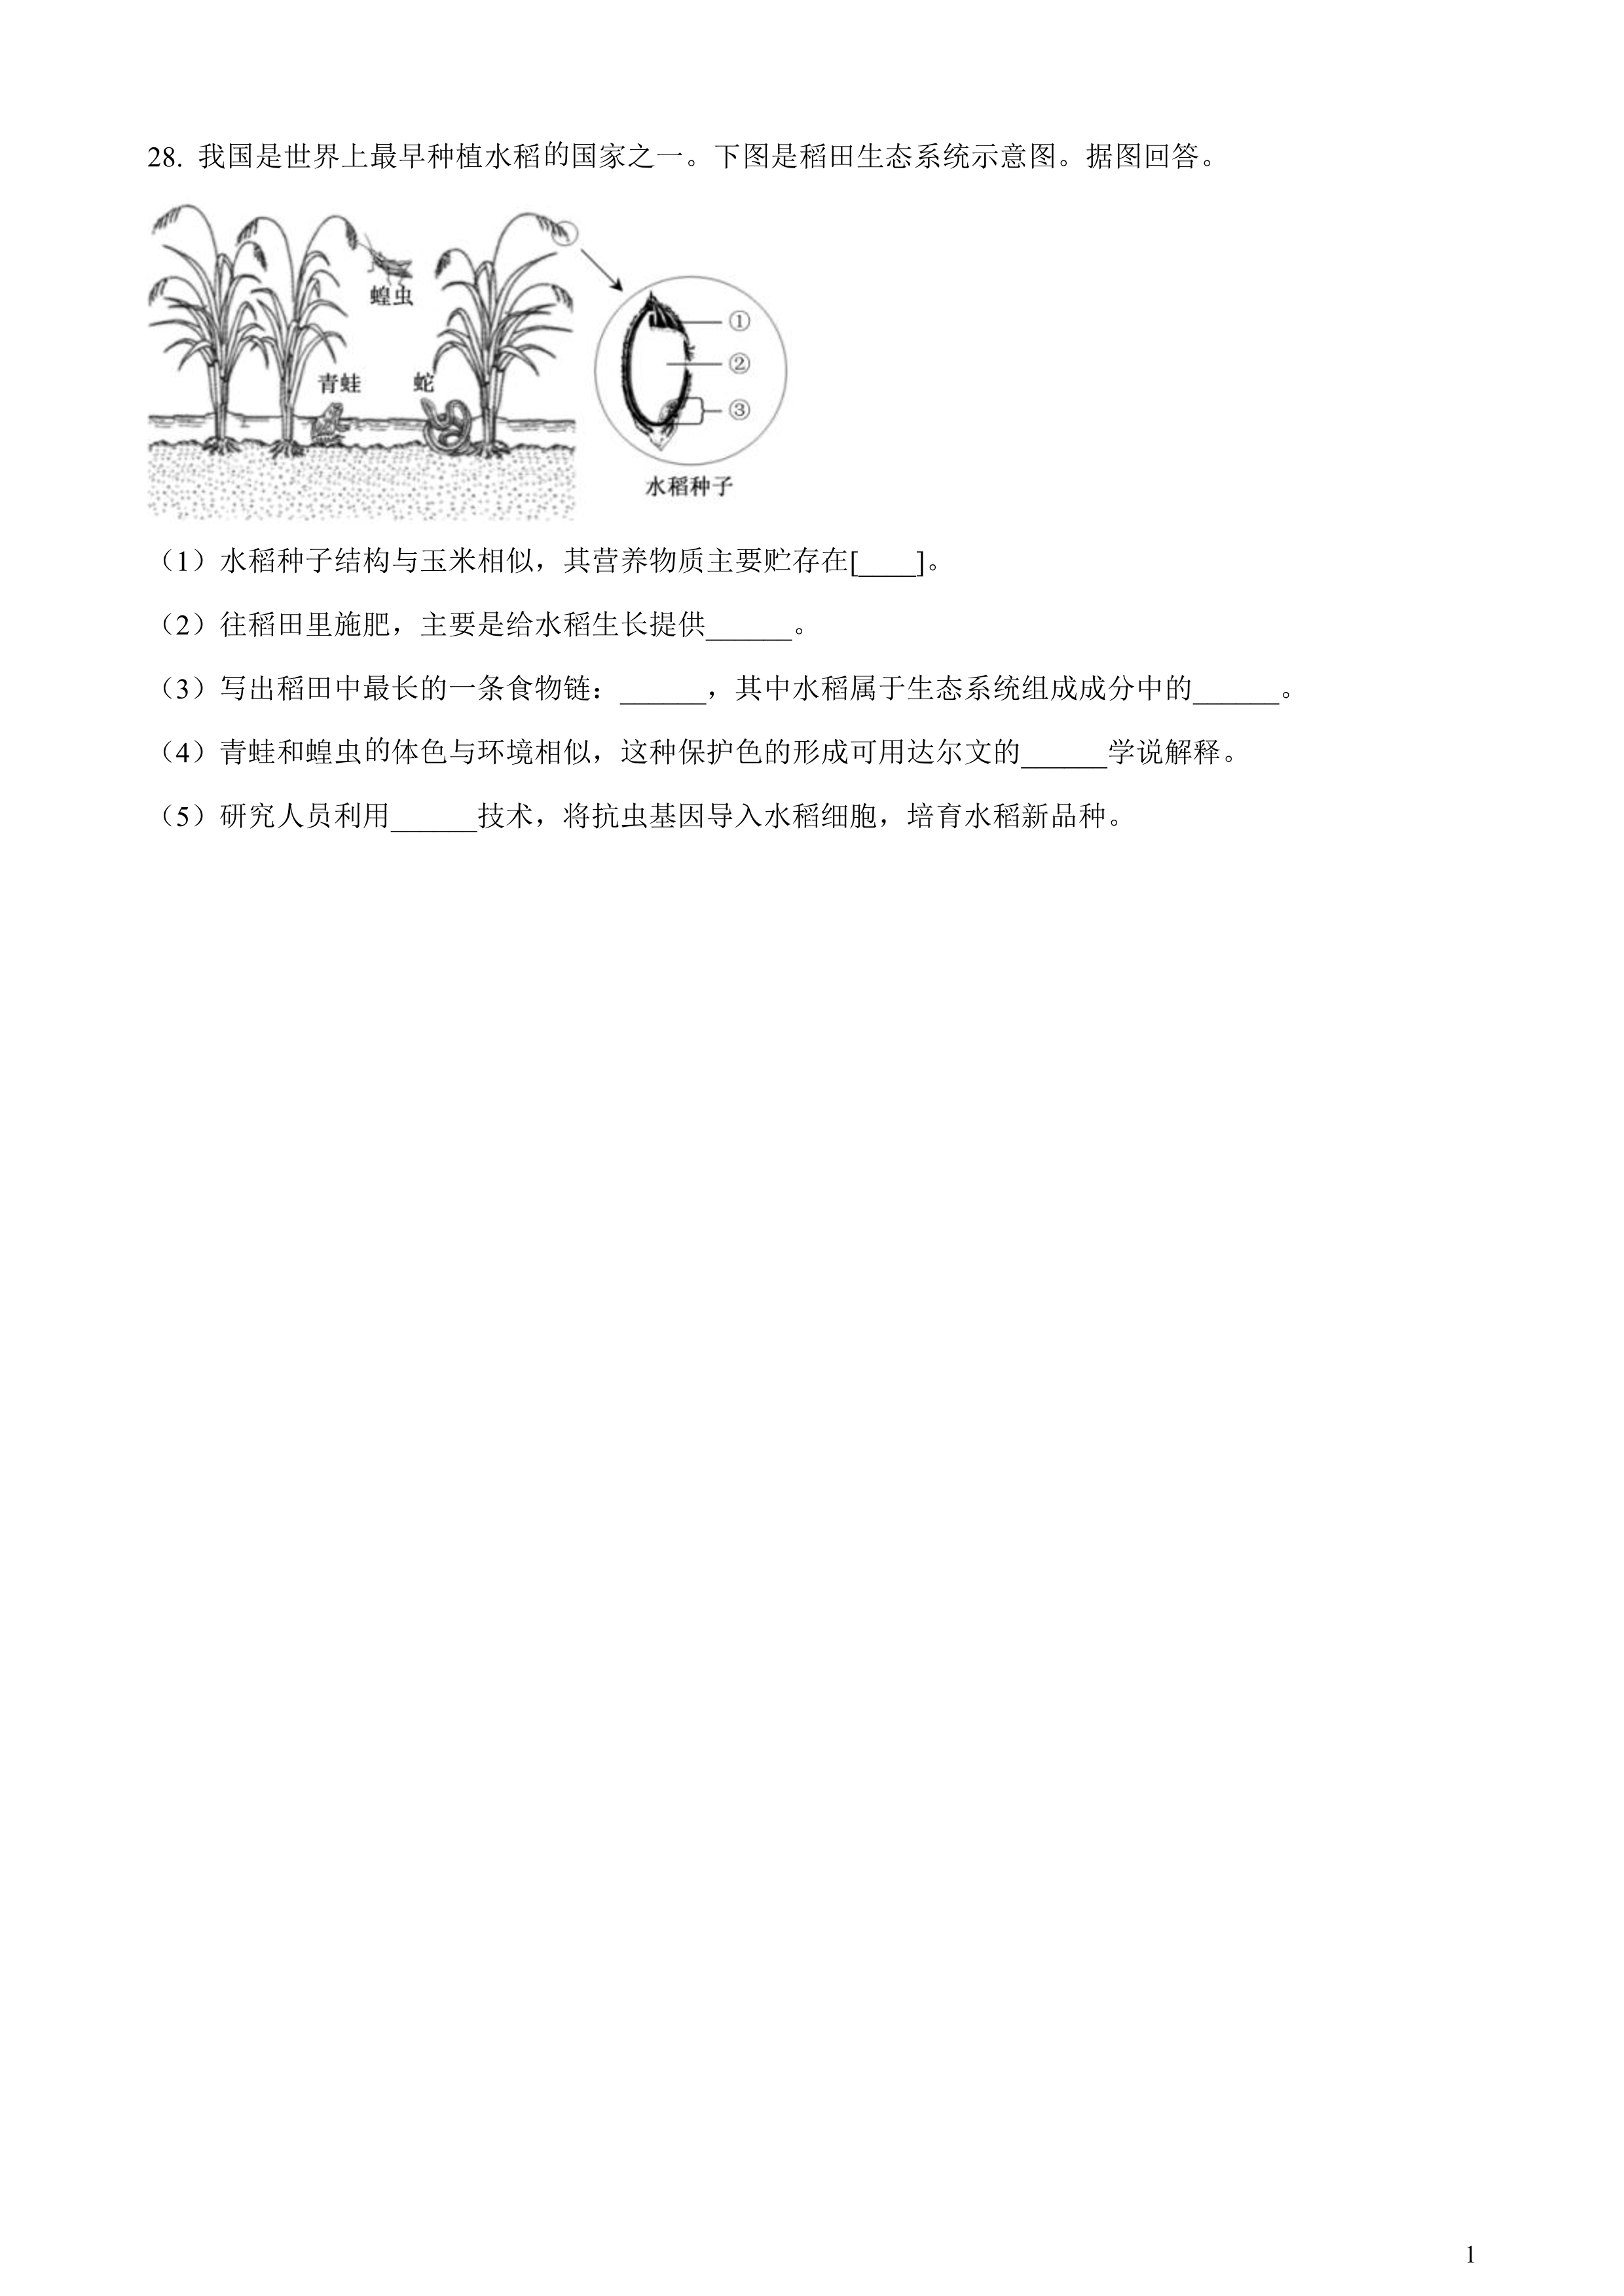 28. 我国是世界上最早种植水稻的国家之一。下图是稻田生态系统示意图。据图回答。
蝗虫
①
②
青蛙 蛇
③
水稻种子
（1）水稻种子结构与玉米相似，其营养物质主要贮存在[____]。
（2）往稻田里施肥，主要是给水稻生长提供______。
（3）写出稻田中最长的一条食物链：______，其中水稻属于生态系统组成成分中的______。
（4）青蛙和蝗虫的体色与环境相似，这种保护色的形成可用达尔文的______学说解释。
（5）研究人员利用______技术，将抗虫基因导入水稻细胞，培育水稻新品种。
1